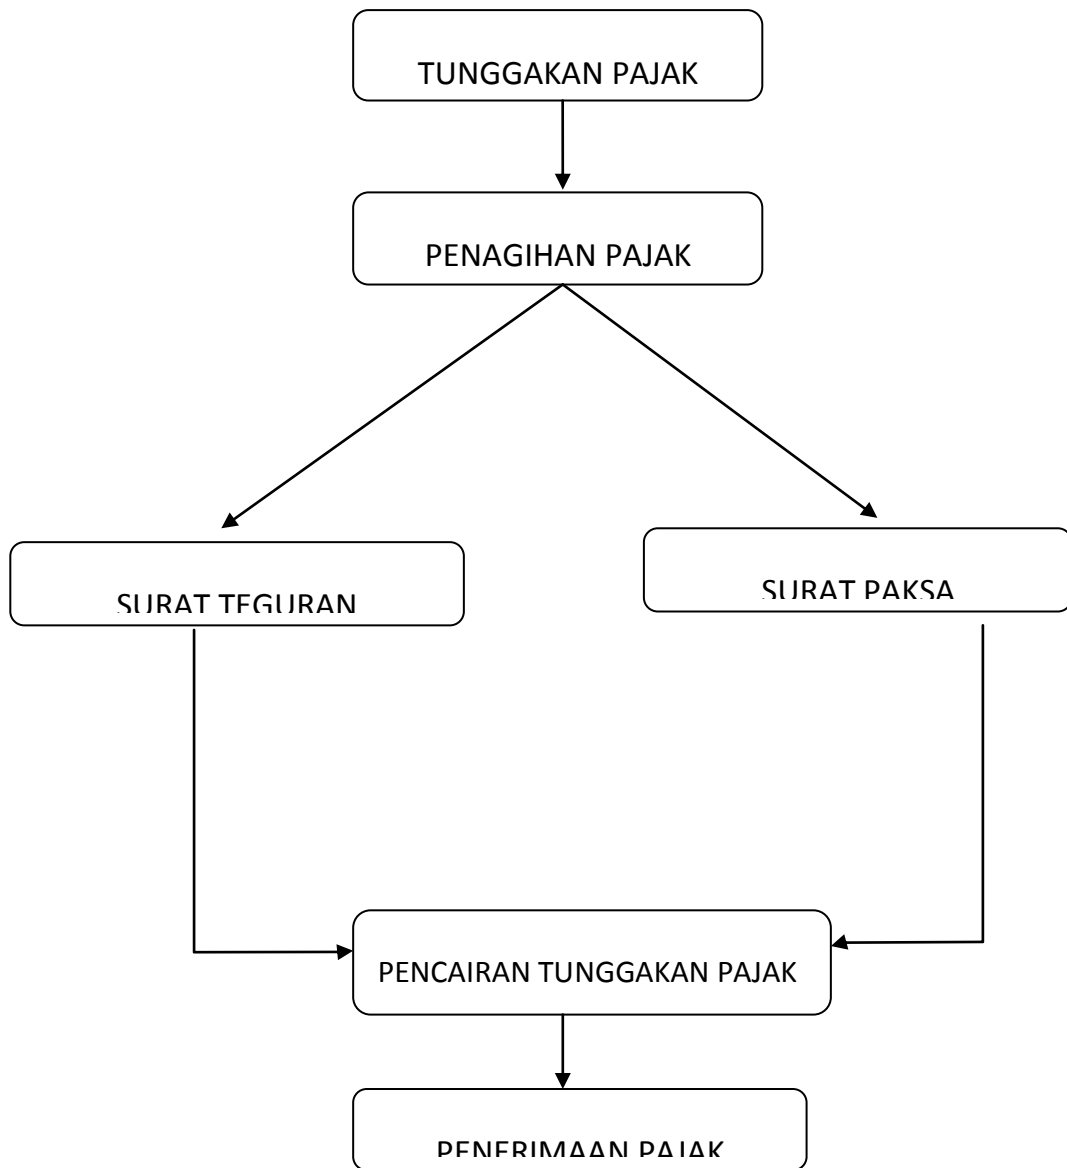 TUNGGAKAN PAJAK
PENAGIHAN PAJAK
SURAT TEGURAN
SURAT PAKSA
PENCAIRAN TUNGGAKAN PAJAK
PENERIMAAN PAJAK